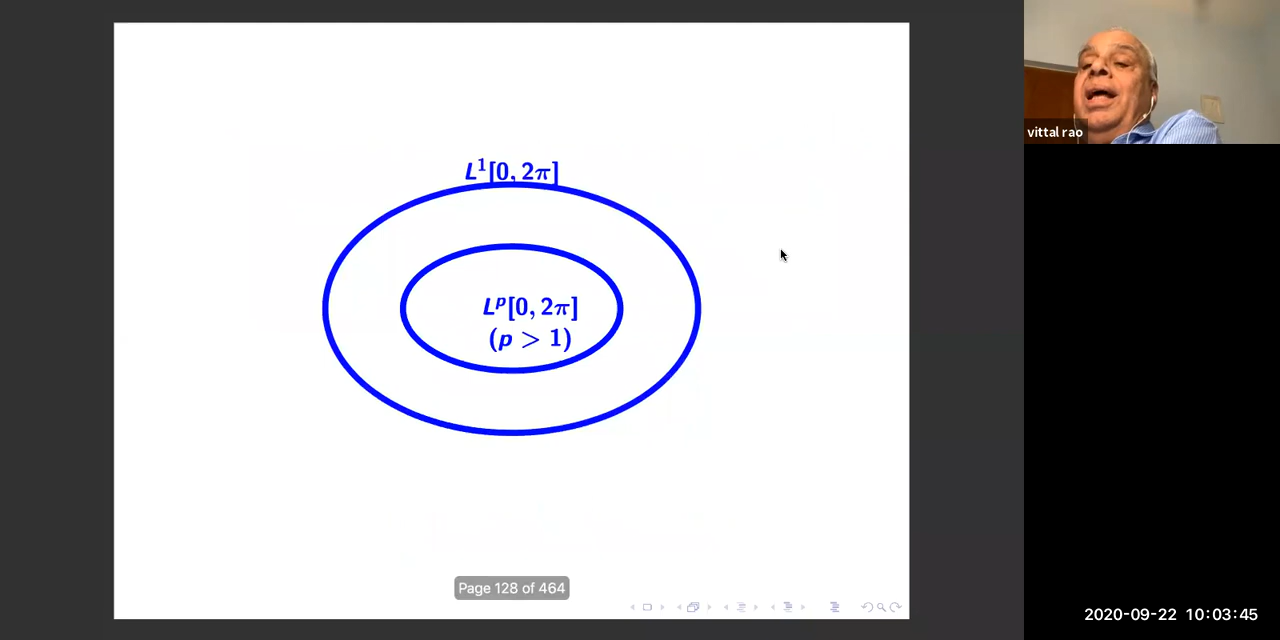 L¹[0, 2π]
Lᵖ[0, 2π]
(p > 1)
Page 128 of 464
vittal rao
2020-09-22 10:03:45